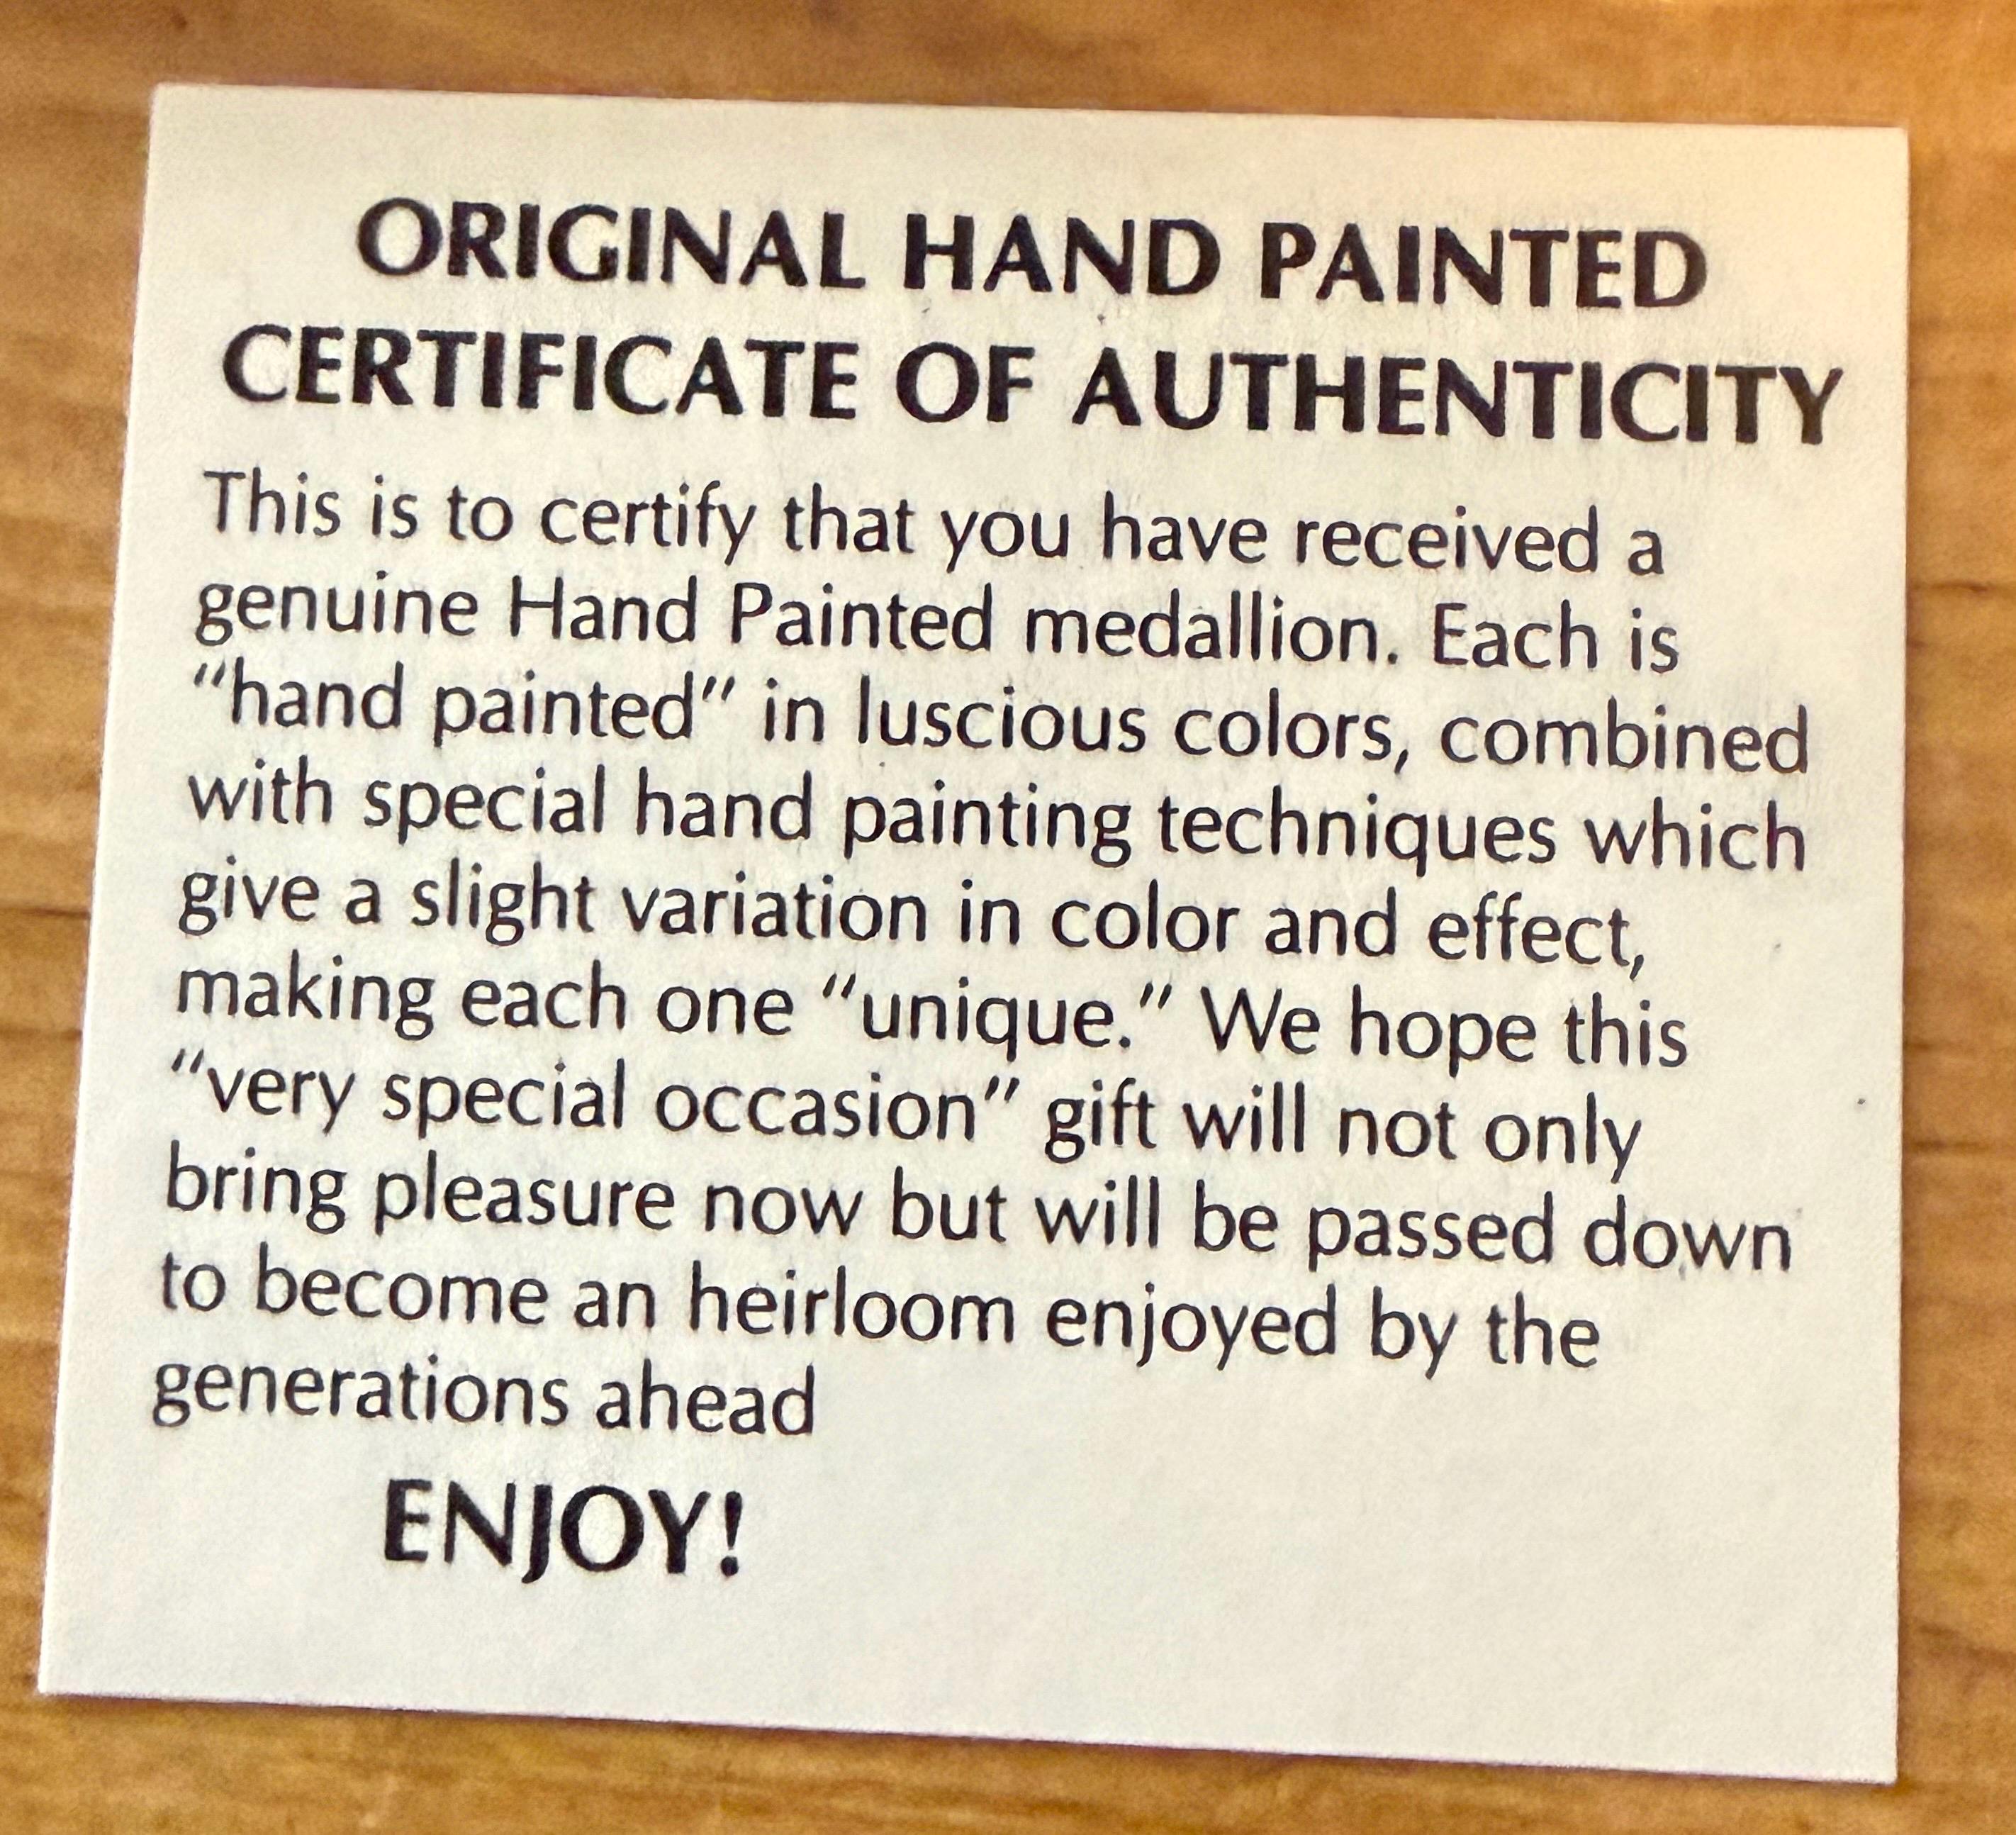 ORIGINAL HAND PAINTED
CERTIFICATE OF AUTHENTICITY
This is to certify that you have received a
genuine Hand Painted medallion. Each is
“hand painted” in luscious colors, combined
with special hand painting techniques which
give a slight variation in color and effect,
making each one “unique.” We hope this
“very special occasion” gift will not only
bring pleasure now but will be passed down
to become an heirloom enjoyed by the
generations ahead
ENJOY!